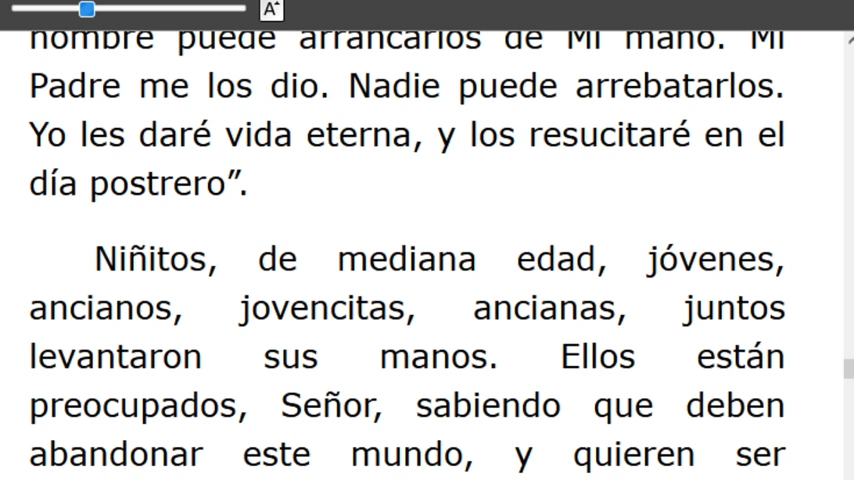 A
hombre puede arrancarlos de Mi mano. Mi
Padre me los dio. Nadie puede arrebatarlos.
Yo les daré vida eterna, y los resucitaré en el
día postrero”.
Niñitos, de mediana edad, jóvenes,
ancianos, jovencitas, ancianas, juntos
levantaron sus manos. Ellos están
preocupados, Señor, sabiendo que deben
abandonar este mundo, y quieren ser